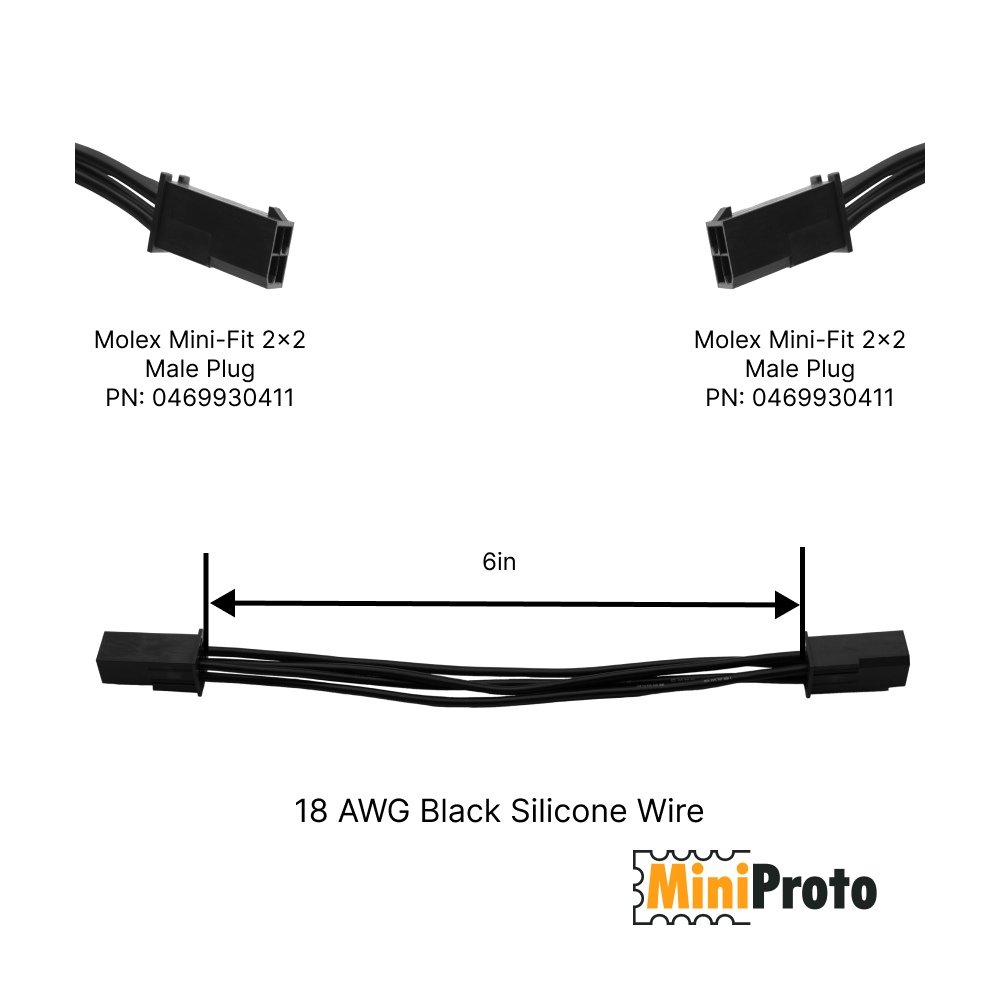 Molex Mini-Fit 2×2
Male Plug
PN: 0469930411
Molex Mini-Fit 2×2
Male Plug
PN: 0469930411
6in
18 AWG Black Silicone Wire
MiniProto